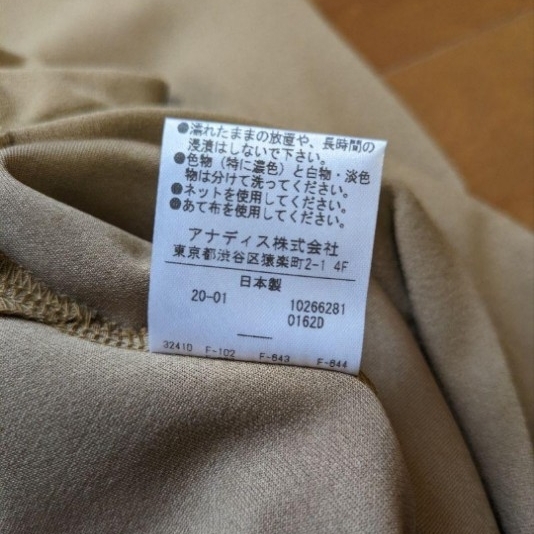 ●濡れたままの放置や、長時間の
浸漬はしないで下さい。
●色物(特に濃色)と白物・淡色
物は分けて洗ってください。
●ネットを使用してください。
●あて布を使用してください。
アナディス株式会社
東京都渋谷区猿楽町2-1 4F
日本製
20-01 10266281
0162D
3241D F-102 F-643 F-644